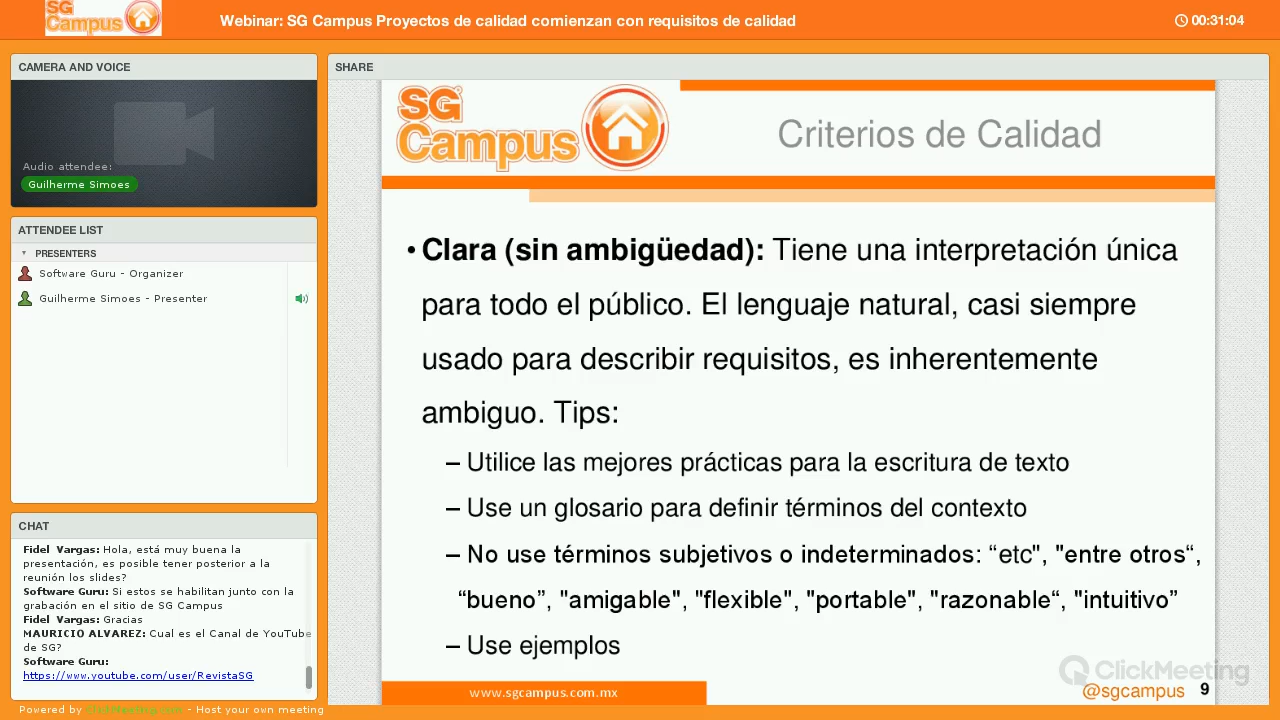 SG
Campus
Webinar: SG Campus Proyectos de calidad comienzan con requisitos de calidad
00:31:04
CAMERA AND VOICE
Audio attendee:
Guilherme Simoes
ATTENDEE LIST
PRESENTERS
Software Guru - Organizer
Guilherme Simoes - Presenter
CHAT
Fidel Vargas: Hola, está muy buena la
presentación, es posible tener posterior a la
reunión los slides?
Software Guru: Si estos se habilitan junto con la
grabación en el sitio de SG Campus
Fidel Vargas: Gracias
MAURICIO ALVAREZ: Cual es el Canal de YouTube
de SG?
Software Guru:
https://www.youtube.com/user/RevistaSG
Powered by ClickMeeting.com - Host your own meeting
SHARE
SG
Campus
Criterios de Calidad
• Clara (sin ambigüedad): Tiene una interpretación única
para todo el público. El lenguaje natural, casi siempre
usado para describir requisitos, es inherentemente
ambiguo. Tips:
– Utilice las mejores prácticas para la escritura de texto
– Use un glosario para definir términos del contexto
– No use términos subjetivos o indeterminados: “etc", "entre otros“,
“bueno”, "amigable", "flexible", "portable", "razonable“, "intuitivo”
– Use ejemplos
ClickMeeting
www.sgcampus.com.mx
@sgcampus 9